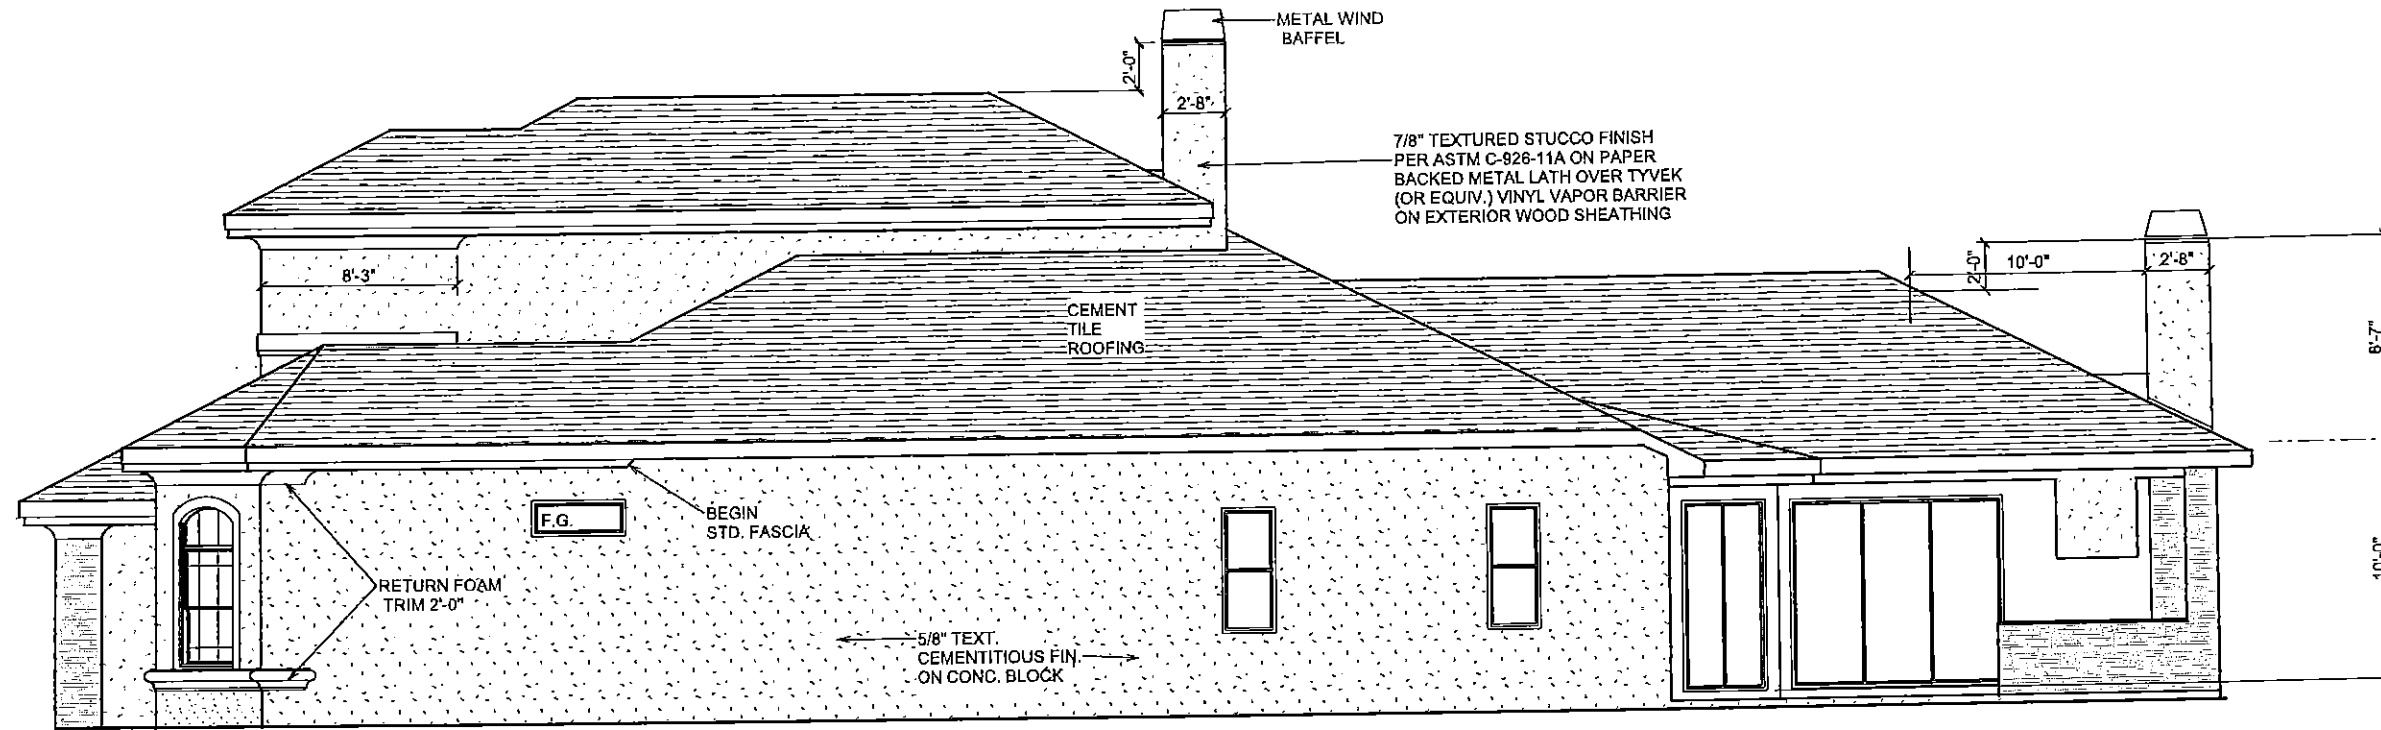 METAL WIND
BAFFEL
2'-0"
2'-8"
7/8" TEXTURED STUCCO FINISH
PER ASTM C-926-11A ON PAPER
BACKED METAL LATH OVER TYVEK
(OR EQUIV.) VINYL VAPOR BARRIER
ON EXTERIOR WOOD SHEATHING
8'-3"
2'-0"
10'-0"
2'-8"
CEMENT
TILE
ROOFING
8'-7"
F.G.
BEGIN
STD. FASCIA
RETURN FOAM
TRIM 2'-0"
10'-0"
5/8" TEXT.
CEMENTITIOUS FIN.
ON CONC. BLOCK